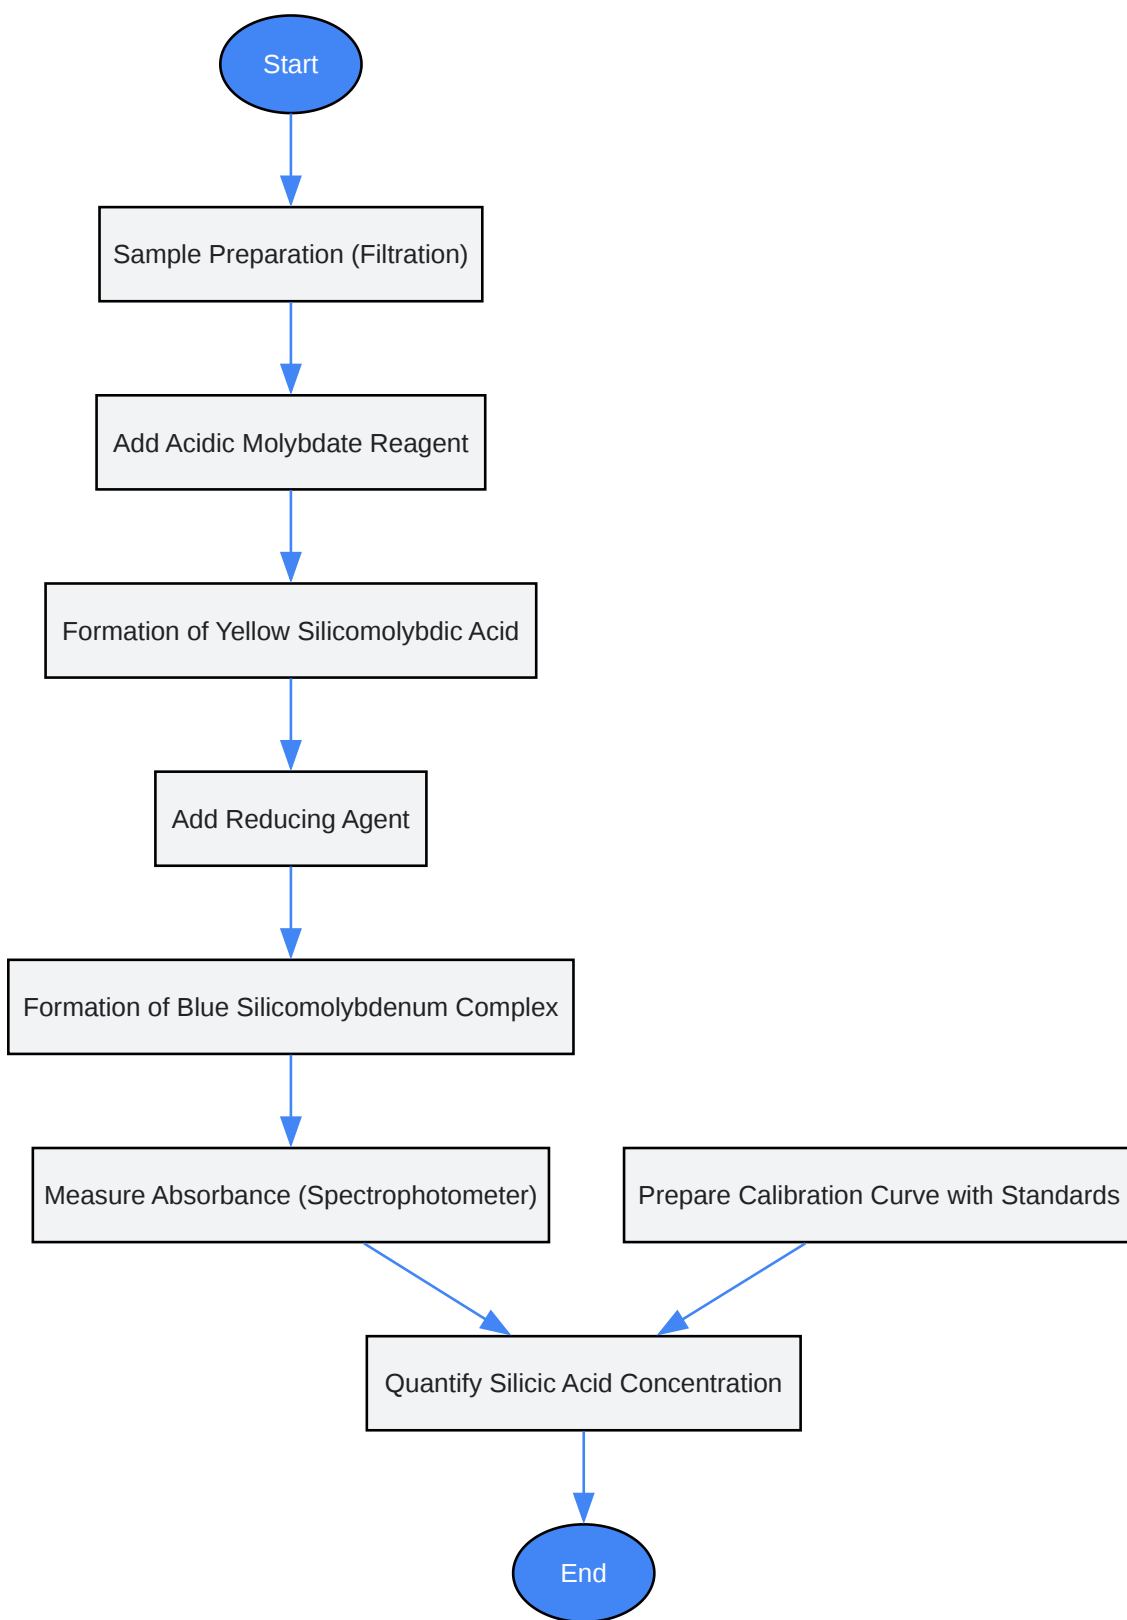 Start
Sample Preparation (Filtration)
Add Acidic Molybdate Reagent
Formation of Yellow Silicomolybdic Acid
Add Reducing Agent
Formation of Blue Silicomolybdenum Complex
Measure Absorbance (Spectrophotometer)
Prepare Calibration Curve with Standards
Quantify Silicic Acid Concentration
End